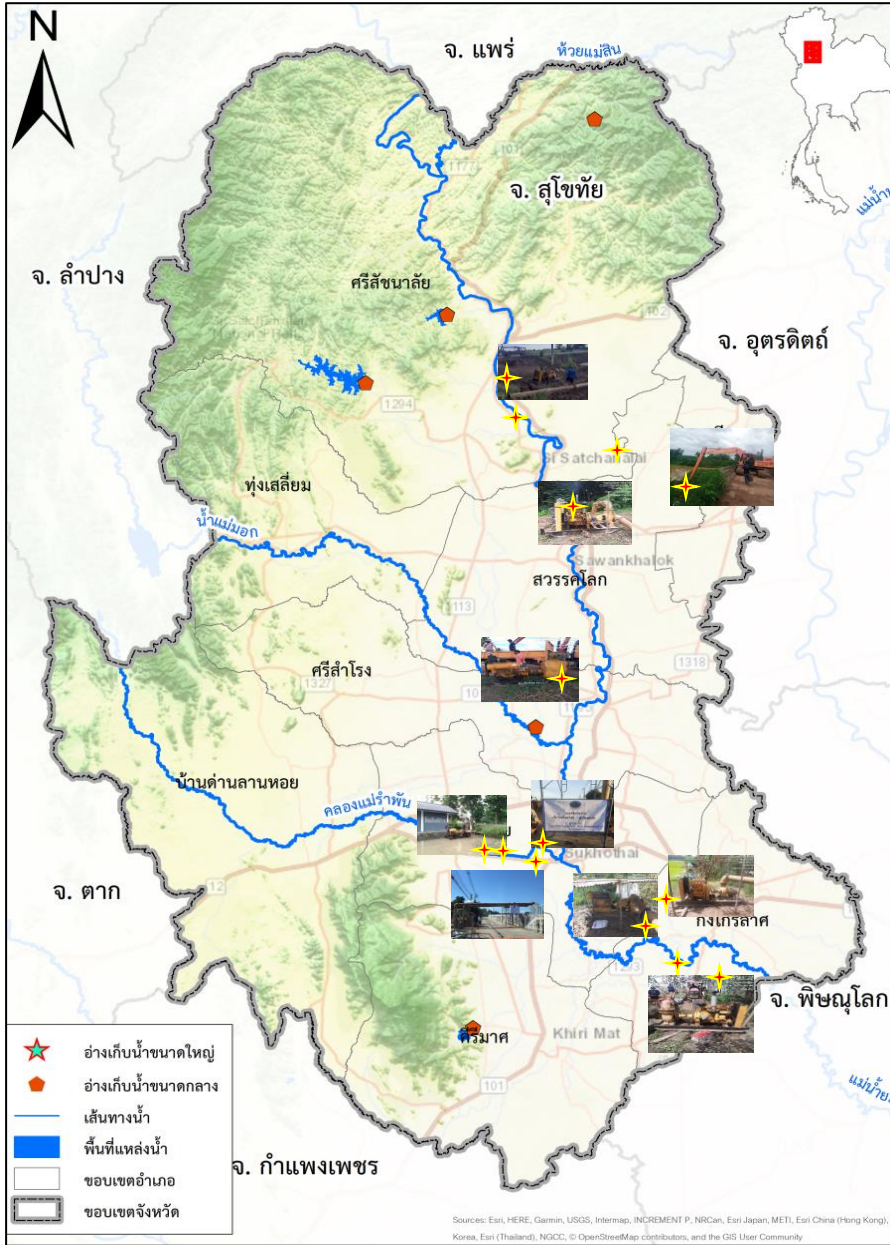 N
จ. แพร่
ห้วยแม่สิน
101
1177
จ. สุโขทัย
จ. ลำปาง
ศรีสัชนาลัย
102
จ. อุตรดิตถ์
1294
Si Satchanalai
ทุ่งเสลี่ยม
น้ำแม่มอก
Sawankhalok
สวรรคโลก
113
ศรีสำโรง
1318
1327
บ้านด่านลานหอย
คลองแม่รำพัน
Sukhothai
12
จ. ตาก
กงไกรลาศ
1293
จ. พิษณุโลก
คีรีมาศ
Khiri Mat
101
จ. กำแพงเพชร
อ่างเก็บน้ำขนาดใหญ่
อ่างเก็บน้ำขนาดกลาง
เส้นทางน้ำ
พื้นที่แหล่งน้ำ
ขอบเขตอำเภอ
ขอบเขตจังหวัด
Sources: Esri, HERE, Garmin, USGS, Intermap, INCREMENT P, NRCan, Esri Japan, METI, Esri China (Hong Kong),
Korea, Esri (Thailand), NGCC, © OpenStreetMap contributors, and the GIS User Community